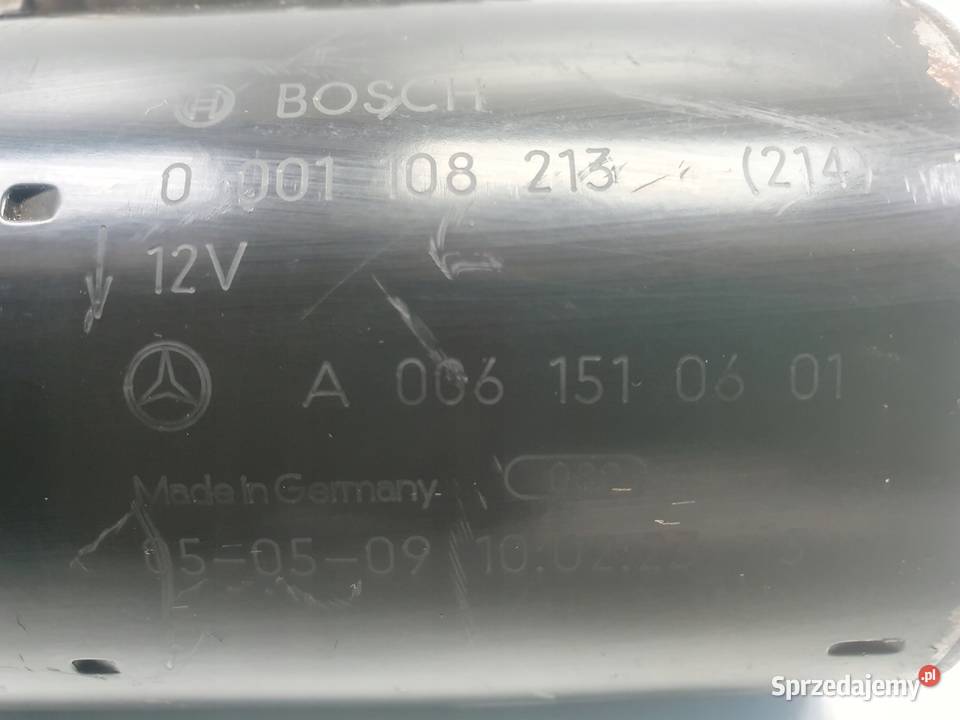 BOSCH
0 001 108 213 (214)
12V
A 006 151 06 01
Made in Germany
05-05-09
Sprzedajemy.pl